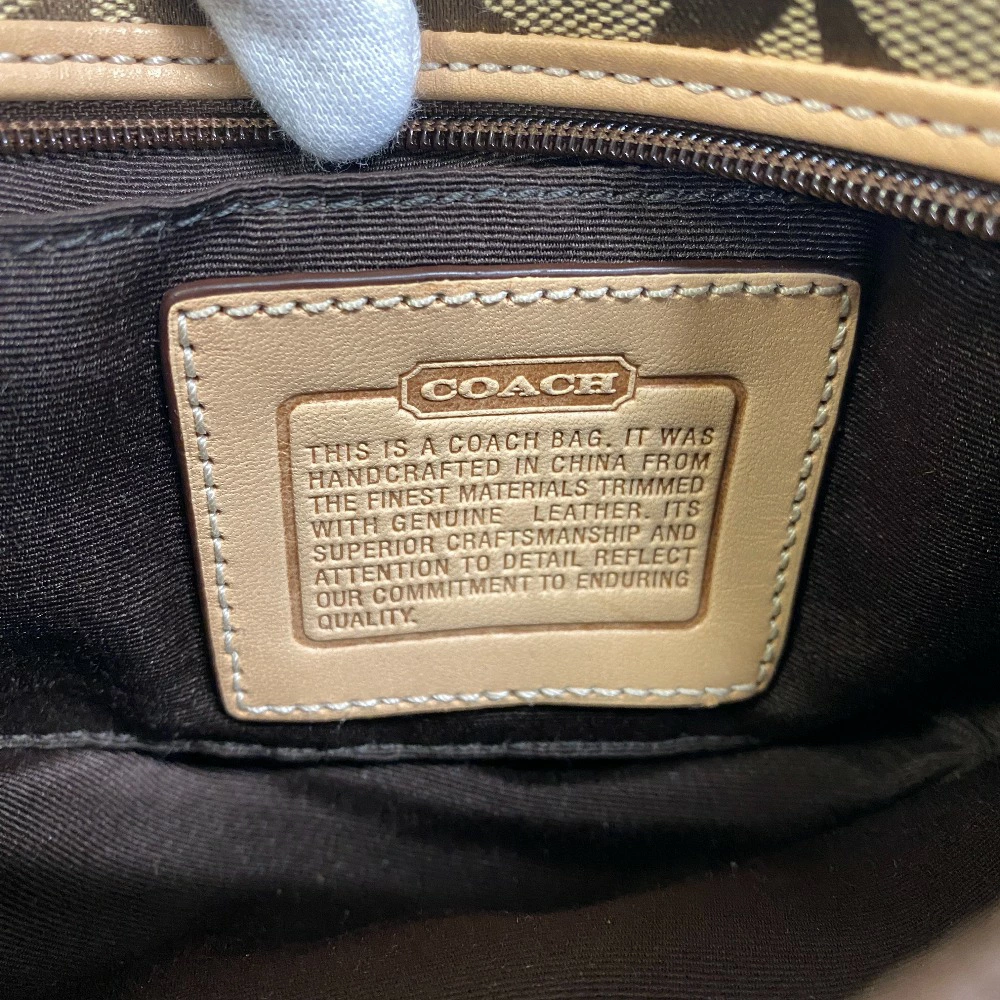 COACH
THIS IS A COACH BAG. IT WAS
HANDCRAFTED IN CHINA FROM
THE FINEST MATERIALS TRIMMED
WITH GENUINE LEATHER. ITS
SUPERIOR CRAFTSMANSHIP AND
ATTENTION TO DETAIL REFLECT
OUR COMMITMENT TO ENDURING
QUALITY.